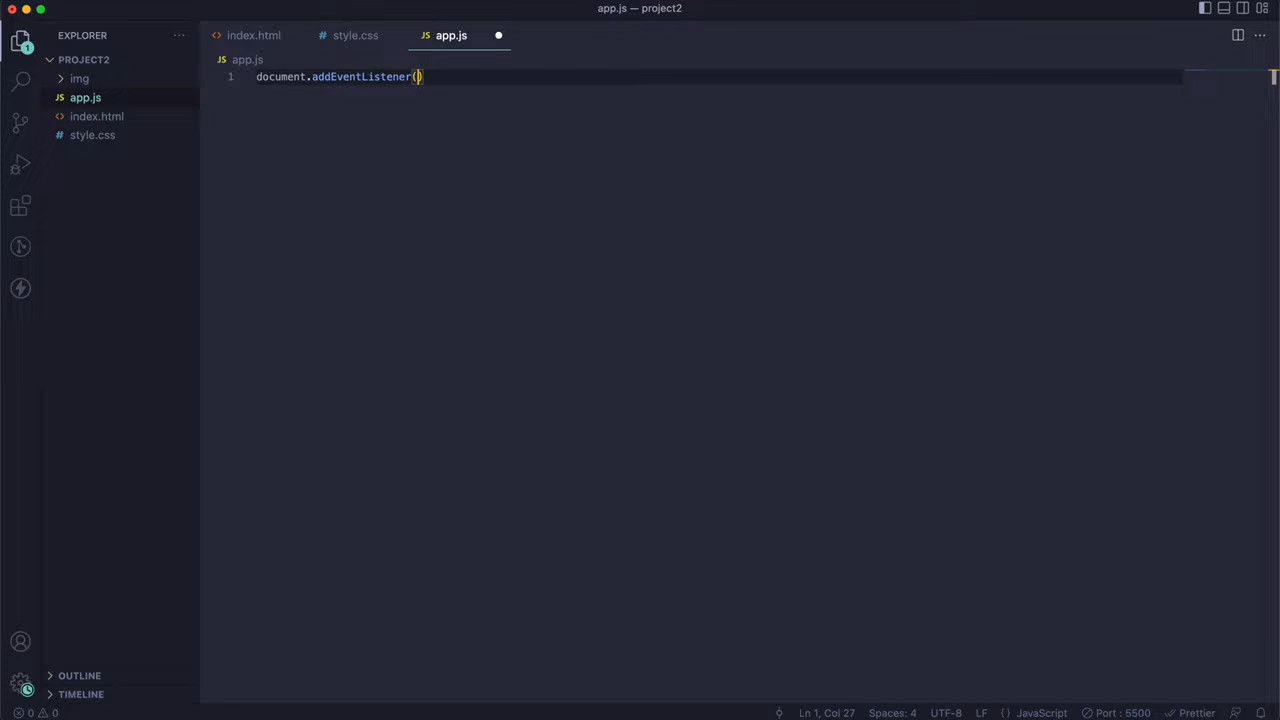 app.js — project2
EXPLORER
index.html
style.css
app.js
PROJECT2
img
app.js
index.html
style.css
app.js
1 document.addEventListener()
1
OUTLINE
TIMELINE
0 0
Ln 1, Col 27 Spaces: 4 UTF-8 LF {} JavaScript Port : 5500 Prettier